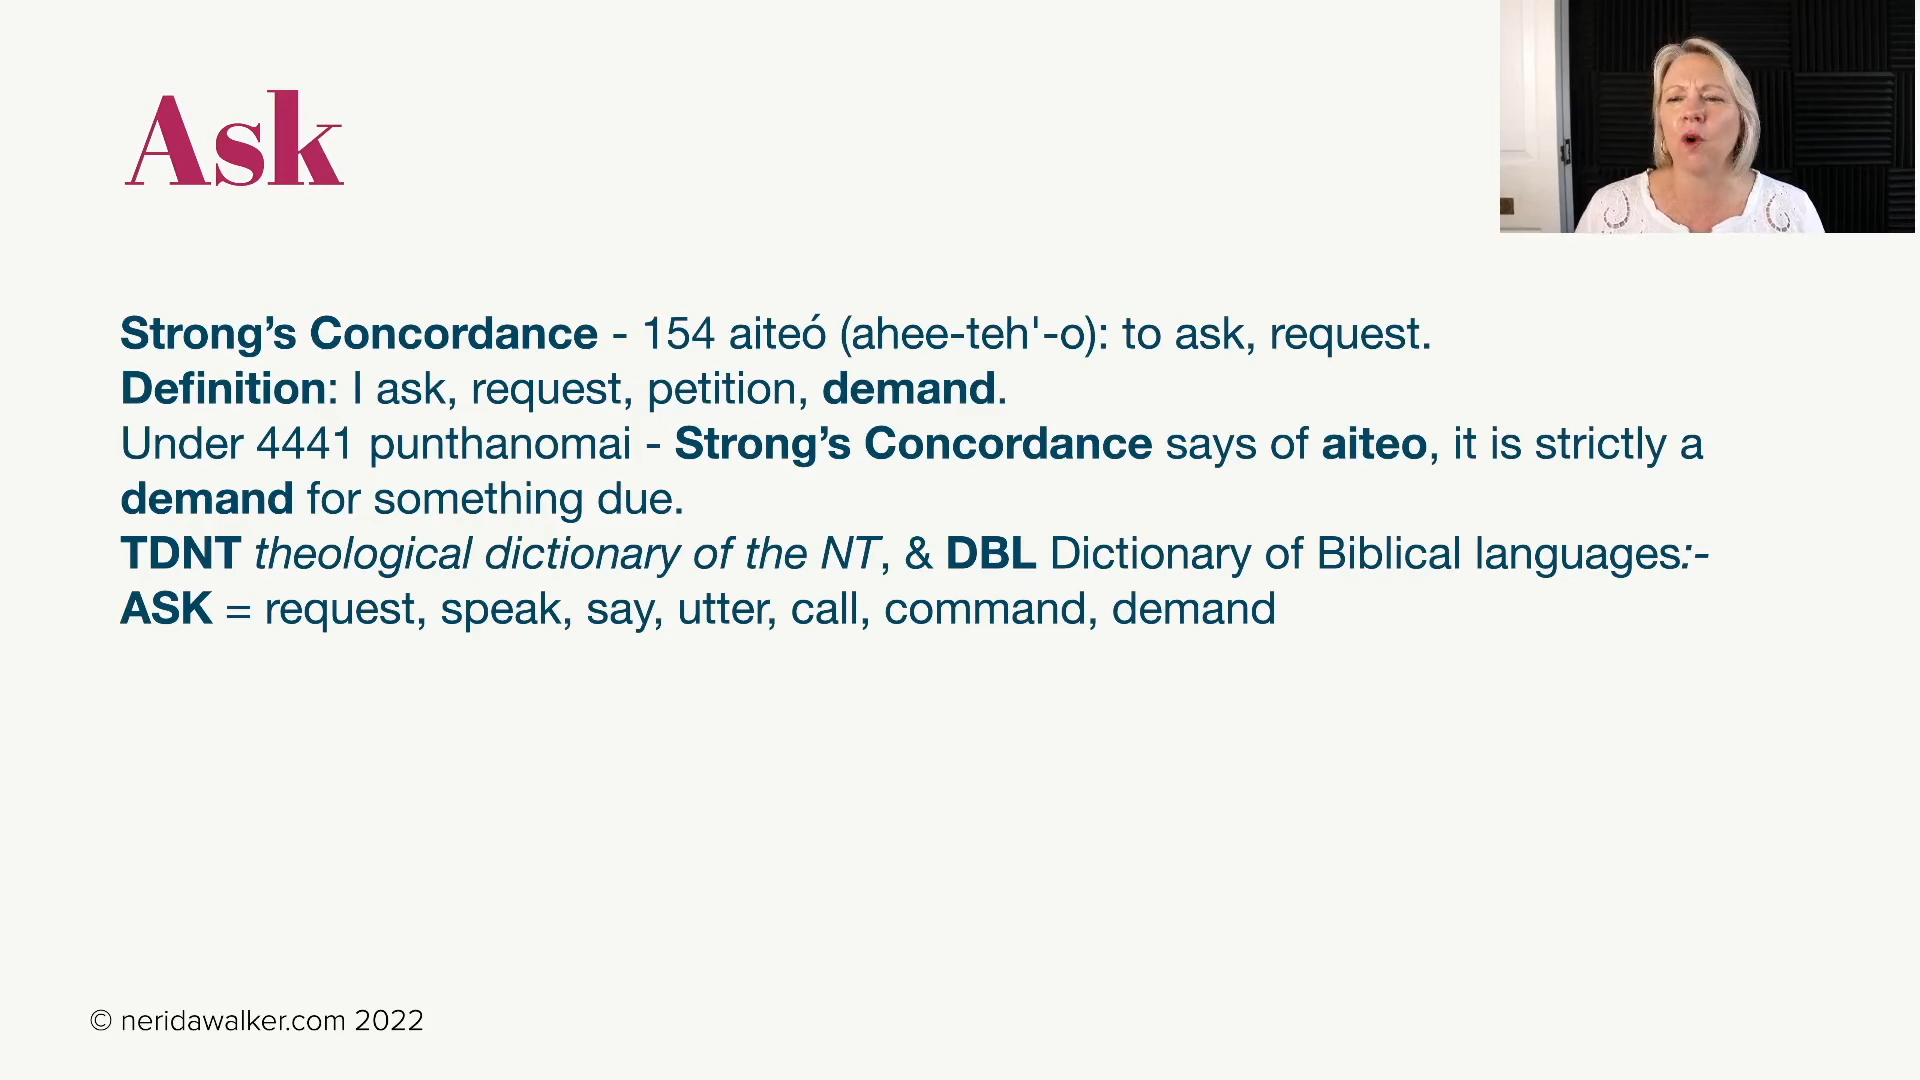 Ask
Strong’s Concordance - 154 aiteó (ahee-teh'-o): to ask, request.
Definition: I ask, request, petition, demand.
Under 4441 punthanomai - Strong’s Concordance says of aiteo, it is strictly a
demand for something due.
TDNT theological dictionary of the NT, & DBL Dictionary of Biblical languages:-
ASK = request, speak, say, utter, call, command, demand
© neridawalker.com 2022